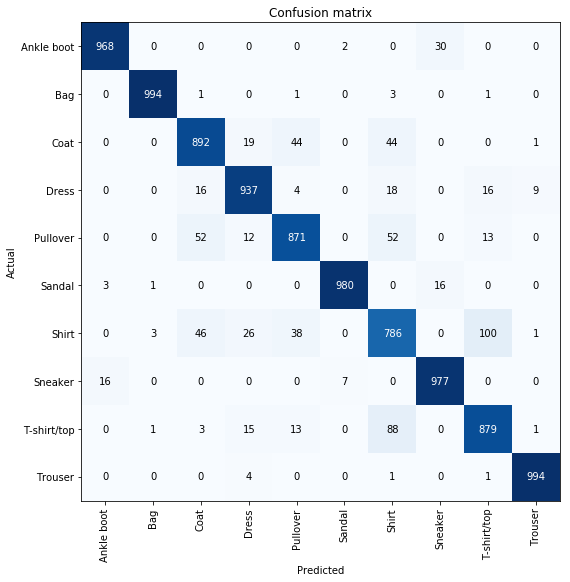 Confusion matrix
Ankle boot 968 0 0 0 0 2 0 30 0 0
Bag 0 994 1 0 1 0 3 0 1 0
Coat 0 0 892 19 44 0 44 0 0 1
Dress 0 0 16 937 4 0 18 0 16 9
Pullover 0 0 52 12 871 0 52 0 13 0
Sandal 3 1 0 0 0 980 0 16 0 0
Shirt 0 3 46 26 38 0 786 0 100 1
Sneaker 16 0 0 0 0 7 0 977 0 0
T-shirt/top 0 1 3 15 13 0 88 0 879 1
Trouser 0 0 0 4 0 0 1 0 1 994
Actual
Ankle boot Bag Coat Dress Pullover Sandal Shirt Sneaker T-shirt/top Trouser
Predicted